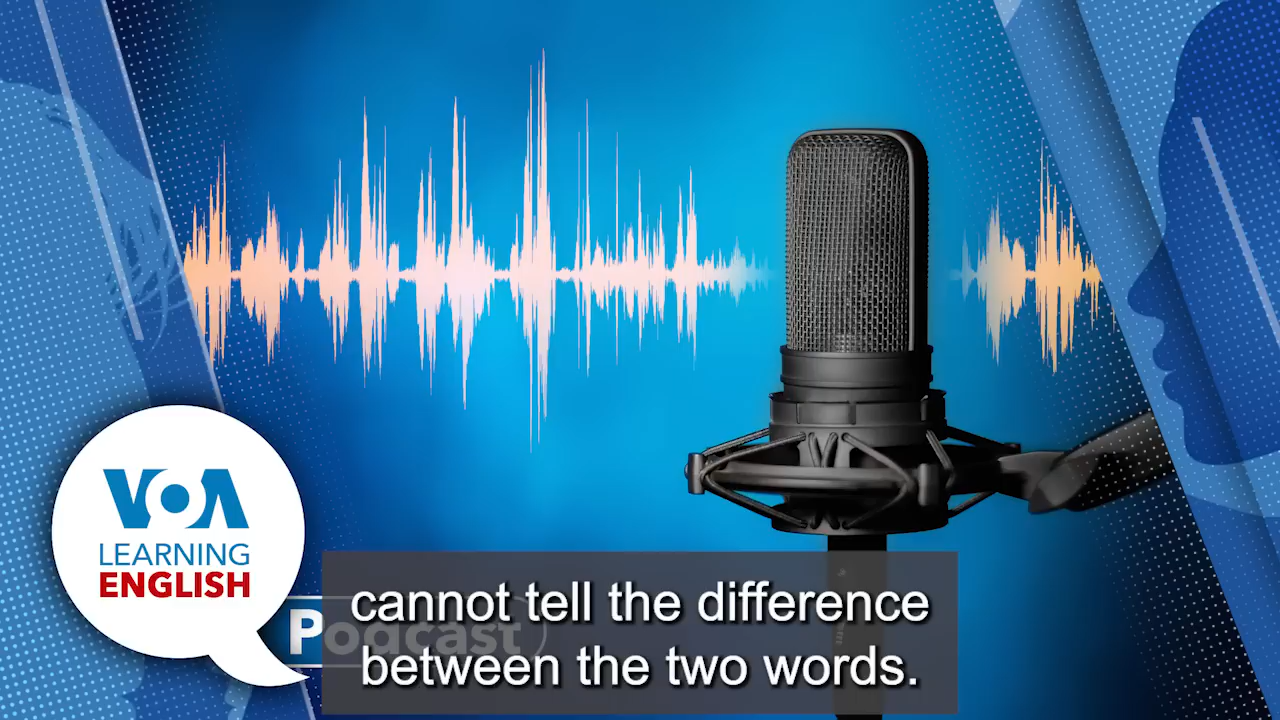 VOA
LEARNING
ENGLISH
Podcast
cannot tell the difference
between the two words.